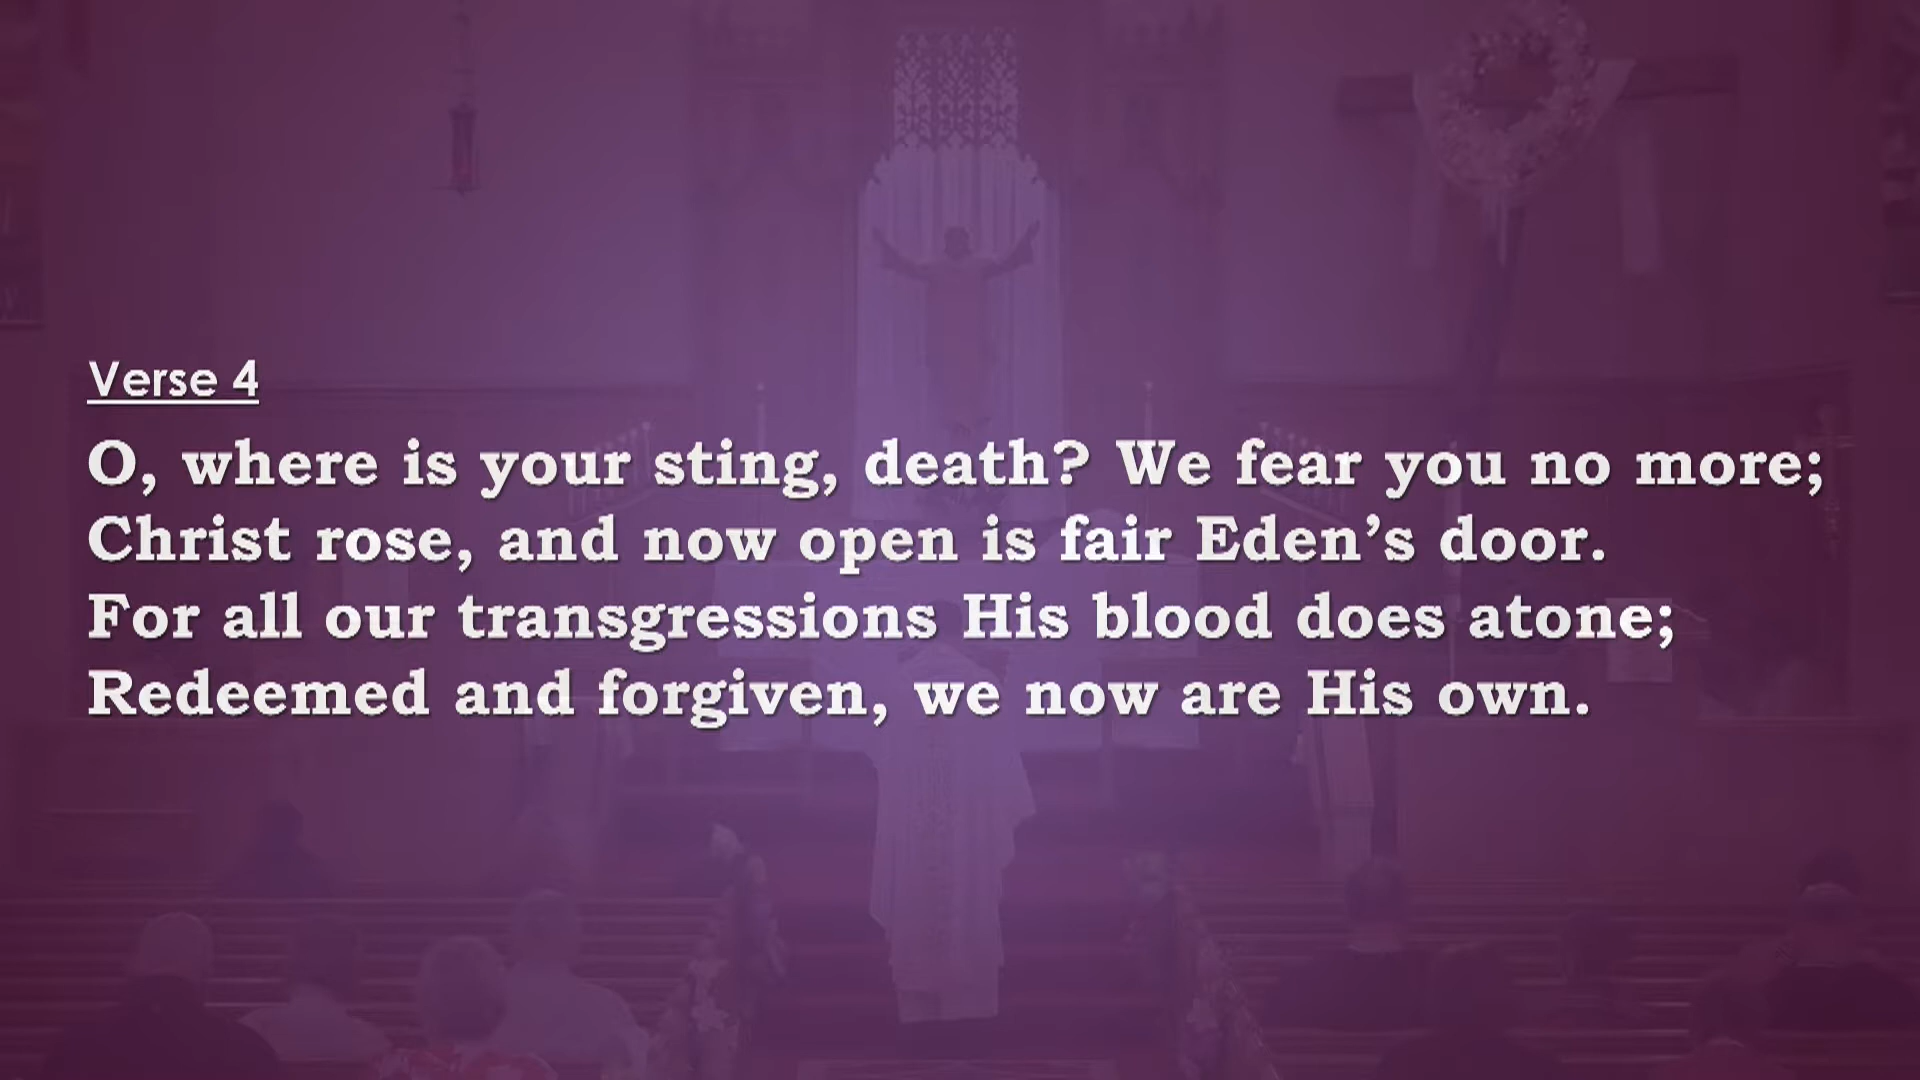 Verse 4
O, where is your sting, death? We fear you no more;
Christ rose, and now open is fair Eden’s door.
For all our transgressions His blood does atone;
Redeemed and forgiven, we now are His own.